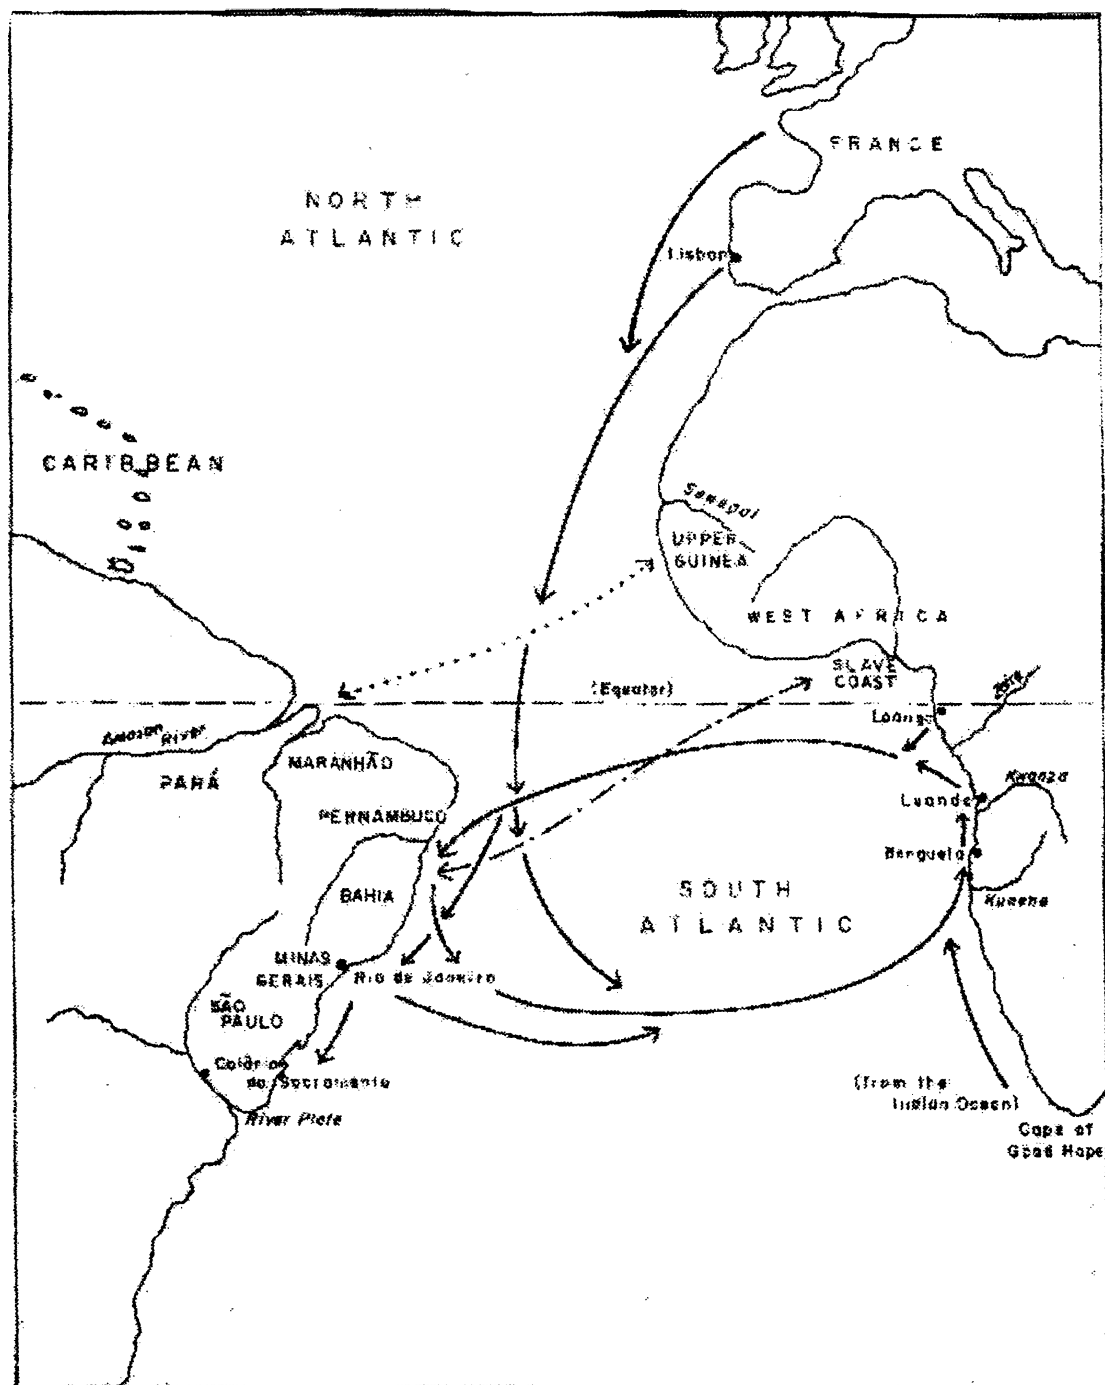 FRANCE
NORTH
ATLANTIC
Lisbon
CARIBBEAN
Senegal
UPPER
GUINEA
WEST AFRICA
SLAVE
COAST
(Equator)
Zaire
Loango
Amazon River
MARANHÃO
PARÁ
Kwanza
Luanda
PERNAMBUCO
Benguela
BAHIA
SOUTH
ATLANTIC
Kunene
MINAS
GERAIS
Rio de Janeiro
SÃO
PAULO
Colônia
do Sacramento
River Plate
(from the
Indian Ocean)
Cape of
Good Hope